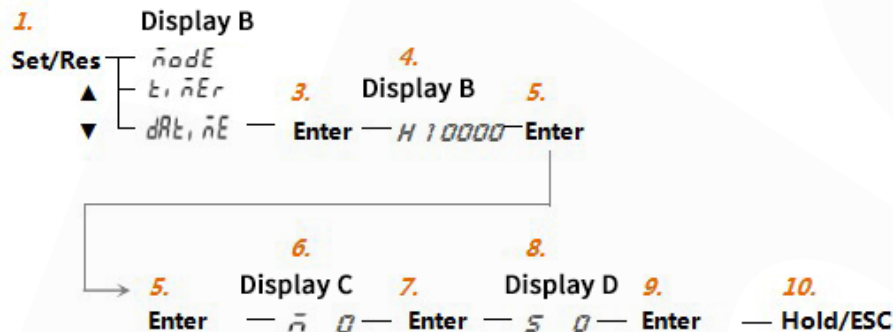 1. Display B
Set/Res modE
4.
▲ timEr 3. Display B 5.
▼ dAtimE Enter H 10000 Enter
6. 8.
5. Display C 7. Display D 9. 10.
Enter m 0 Enter S 0 Enter Hold/ESC